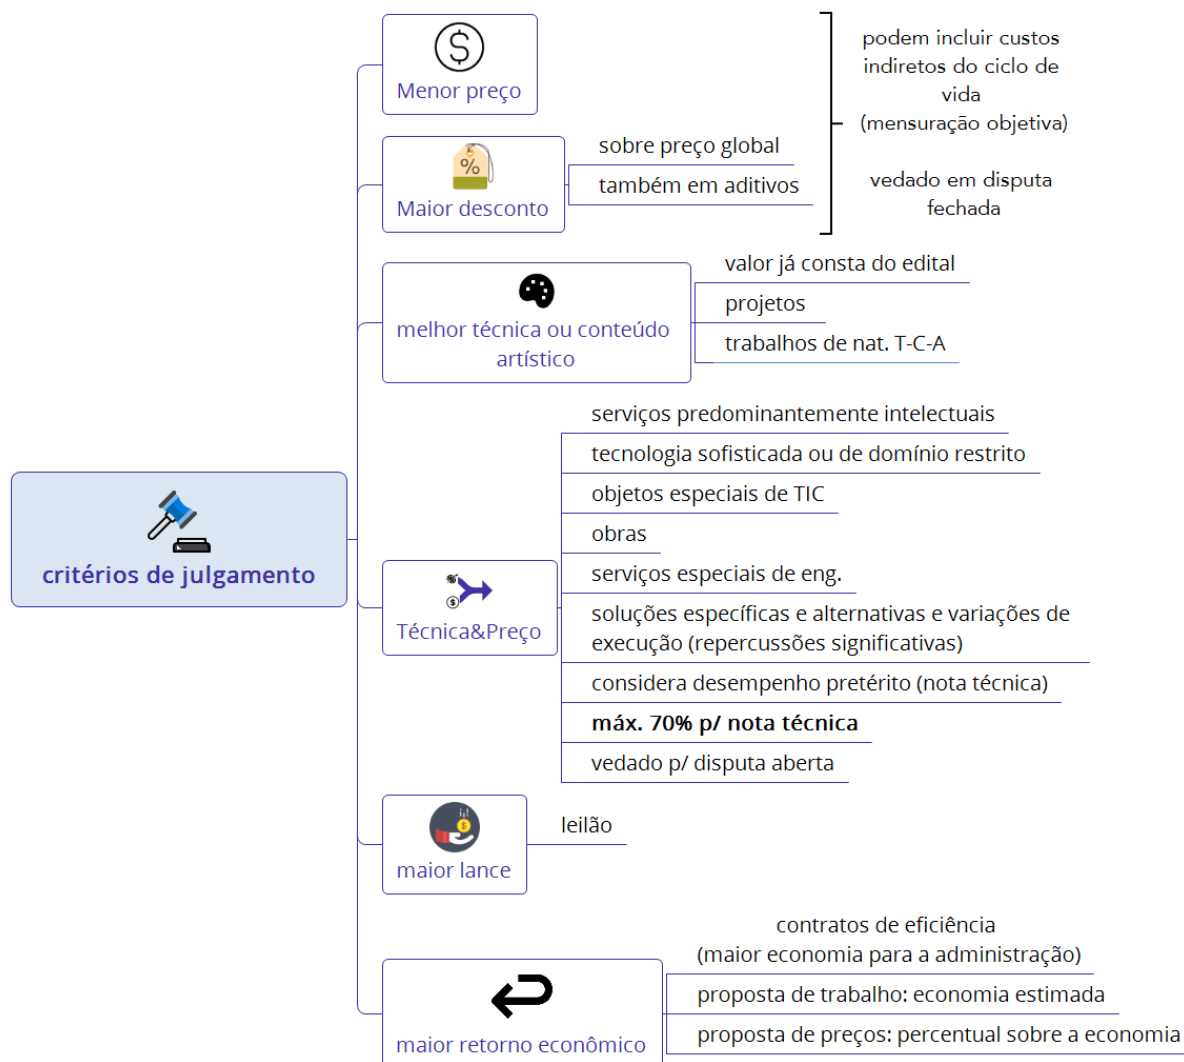 critérios de julgamento
$
Menor preço
%
Maior desconto
sobre preço global
também em aditivos
podem incluir custos
indiretos do ciclo de
vida
(mensuração objetiva)
vedado em disputa
fechada
melhor técnica ou conteúdo
artístico
valor já consta do edital
projetos
trabalhos de nat. T-C-A
Técnica&Preço
serviços predominantemente intelectuais
tecnologia sofisticada ou de domínio restrito
objetos especiais de TIC
obras
serviços especiais de eng.
soluções específicas e alternativas e variações de
execução (repercussões significativas)
considera desempenho pretérito (nota técnica)
máx. 70% p/ nota técnica
vedado p/ disputa aberta
maior lance
leilão
maior retorno econômico
contratos de eficiência
(maior economia para a administração)
proposta de trabalho: economia estimada
proposta de preços: percentual sobre a economia